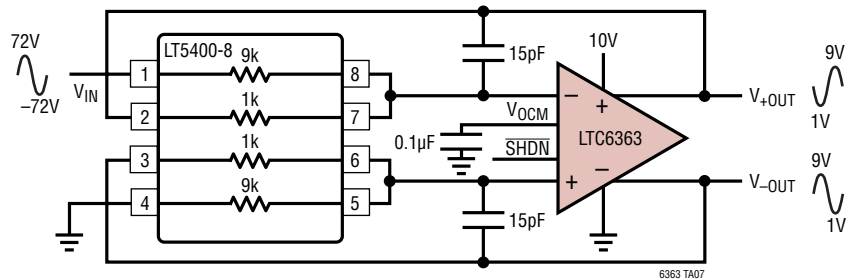 72V
–72V
VIN
LT5400-8
9k
1 8
1k
2 7
1k
3 6
9k
4 5
15pF
10V
VOCM
0.1µF
SHDN
–
+
LTC6363
+
–
15pF
V+OUT
9V
1V
V–OUT
9V
1V
6363 TA07